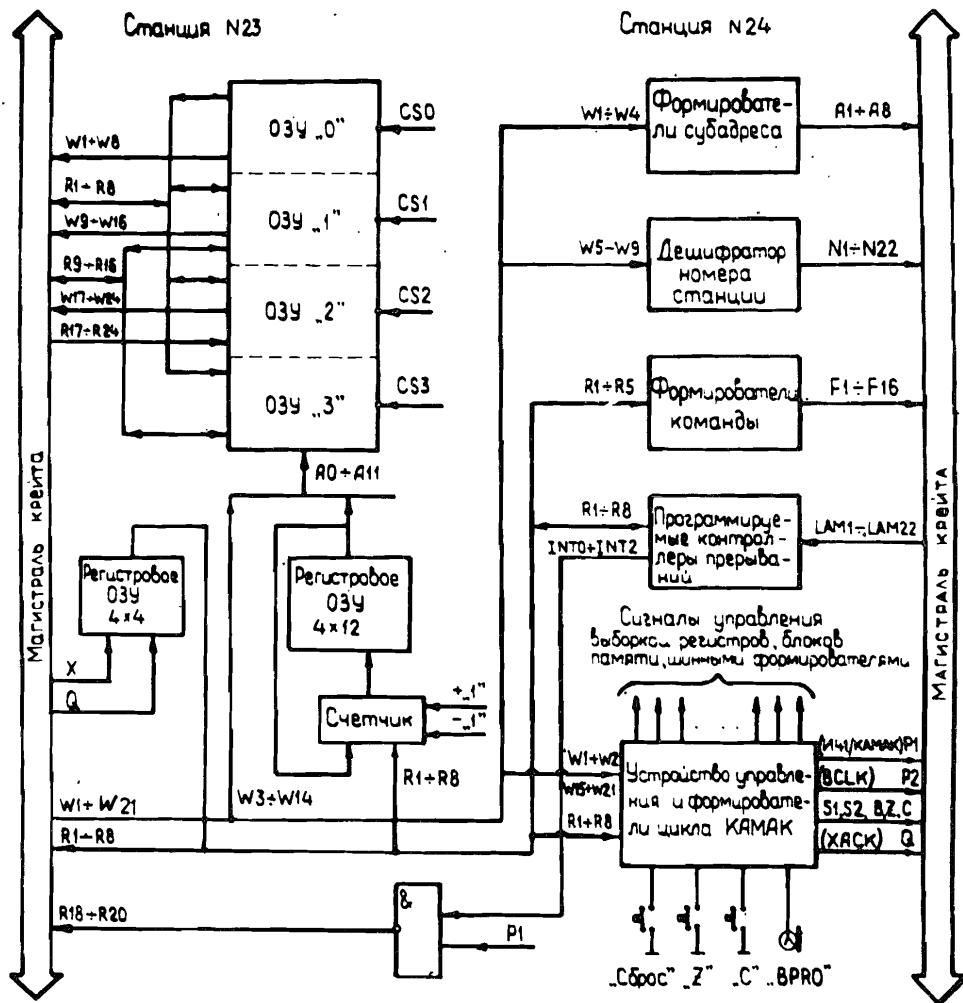 Станция N23
Станция N24
Магистраль крейта
W1÷W8
R1÷R8
W9÷W16
R9÷R16
W17÷W24
R17÷R24
ОЗУ „0”
ОЗУ „1”
ОЗУ „2”
ОЗУ „3”
CS0
CS1
CS2
CS3
A0÷A11
Регистровое
ОЗУ
4×4
X
Q
Регистровое
ОЗУ
4×12
Счетчик
+„1”
-„1”
R1÷R8
W3÷W14
W1÷W21
R1÷R8
R18÷R20
&
P1
W1÷W4
Формировате-
ли субадреса
A1÷A8
W5-W9
Дешифратор
номера
станции
N1÷N22
R1÷R5
Формирователи
команды
F1÷F16
R1÷R8
INT0÷INT2
Программируе-
мые контрол-
леры прерыва-
ний
LAM1÷LAM22
Сигналы управления
выборкой регистров, блоков
памяти, шинными формирователями
W1÷W2
W15÷W21
R1÷R8
Устройство управле-
ния и формировате-
ли цикла КАМАК
(И41/КАМАК)P1
(BCLK) P2
S1,S2,B,Z,C
(XACK) Q
„Сброс” „Z” „C” „BPRO”
Магистраль крейта